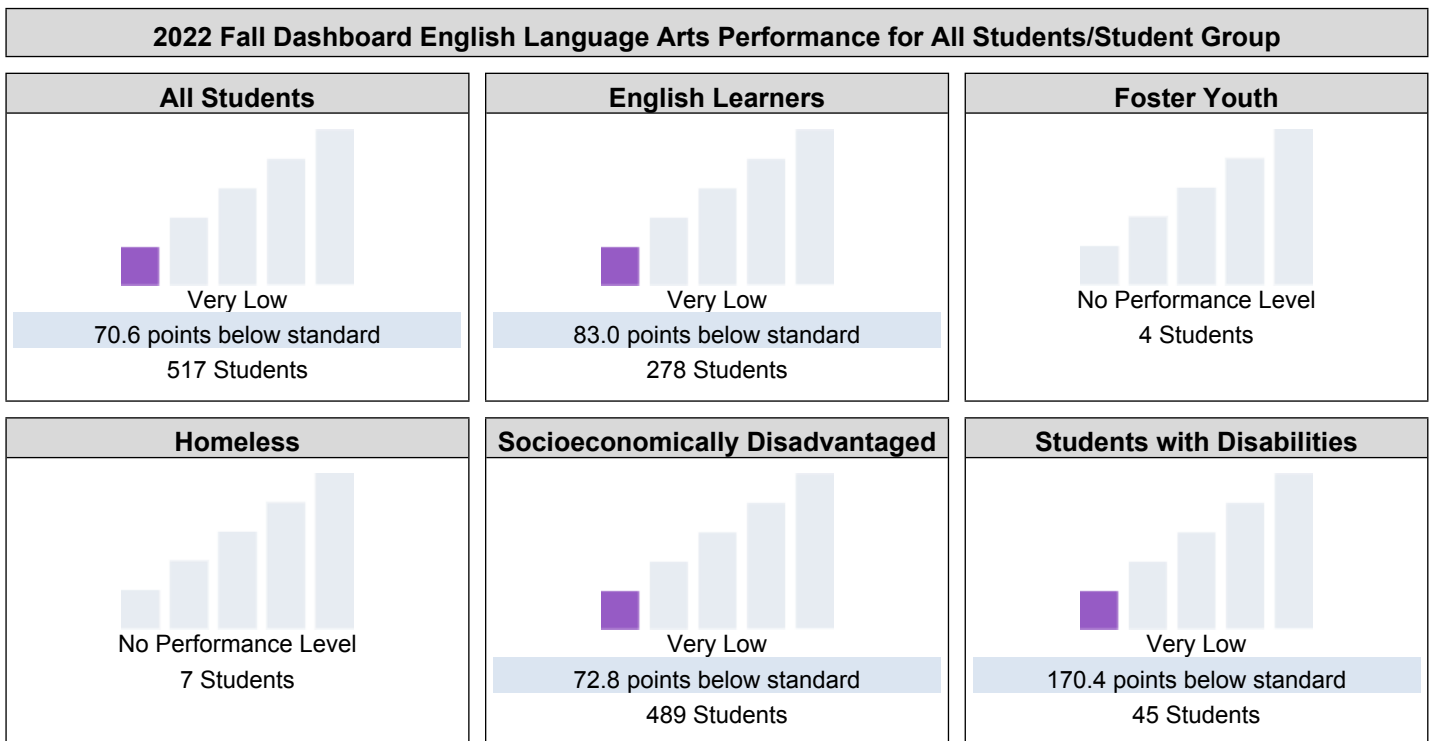 2022 Fall Dashboard English Language Arts Performance for All Students/Student Group
All Students
Very Low
70.6 points below standard
517 Students
English Learners
Very Low
83.0 points below standard
278 Students
Foster Youth
No Performance Level
4 Students
Homeless
No Performance Level
7 Students
Socioeconomically Disadvantaged
Very Low
72.8 points below standard
489 Students
Students with Disabilities
Very Low
170.4 points below standard
45 Students